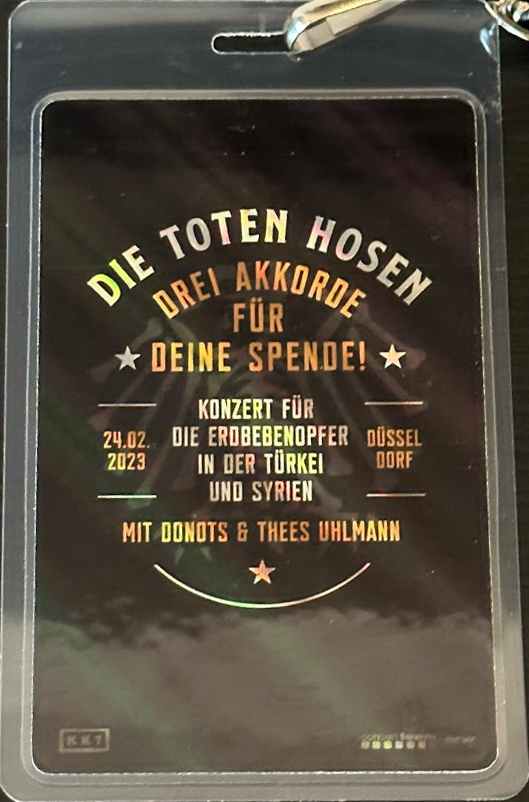 DIE TOTEN HOSEN
DREI AKKORDE
FÜR
DEINE SPENDE!
24.02.
2023
KONZERT FÜR
DIE ERDBEBENOPFER
IN DER TÜRKEI
UND SYRIEN
DÜSSEL
DORF
MIT DONOTS & THEES UHLMANN
KKT